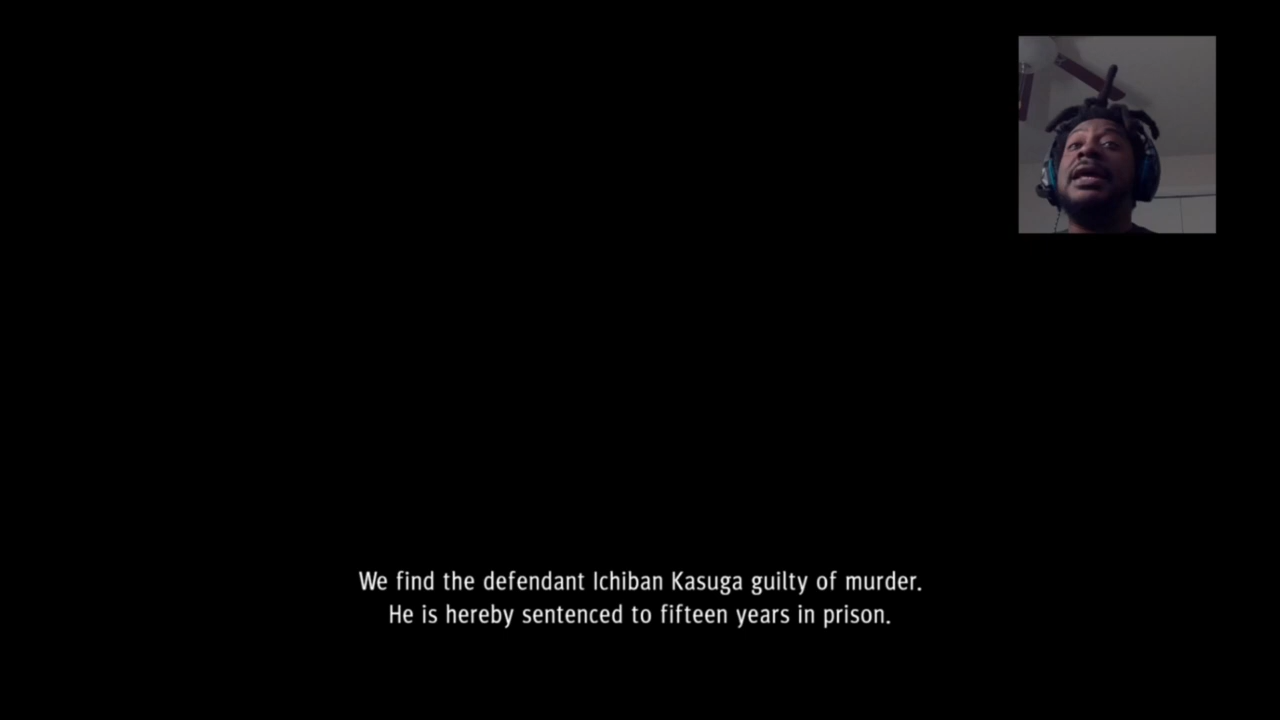 We find the defendant Ichiban Kasuga guilty of murder.
He is hereby sentenced to fifteen years in prison.